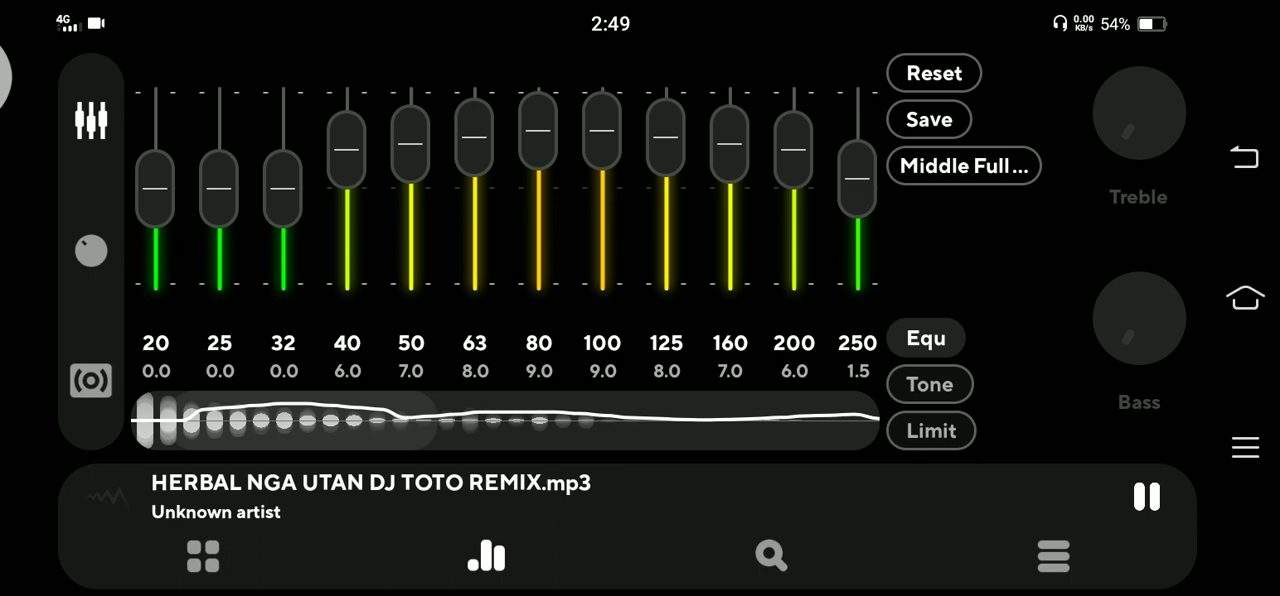 4G 2:49 0.00 KB/s 54%
Reset
Save
Middle Full...
Treble
20 25 32 40 50 63 80 100 125 160 200 250
0.0 0.0 0.0 6.0 7.0 8.0 9.0 9.0 8.0 7.0 6.0 1.5
Equ
Tone
Limit
Bass
HERBAL NGA UTAN DJ TOTO REMIX.mp3
Unknown artist